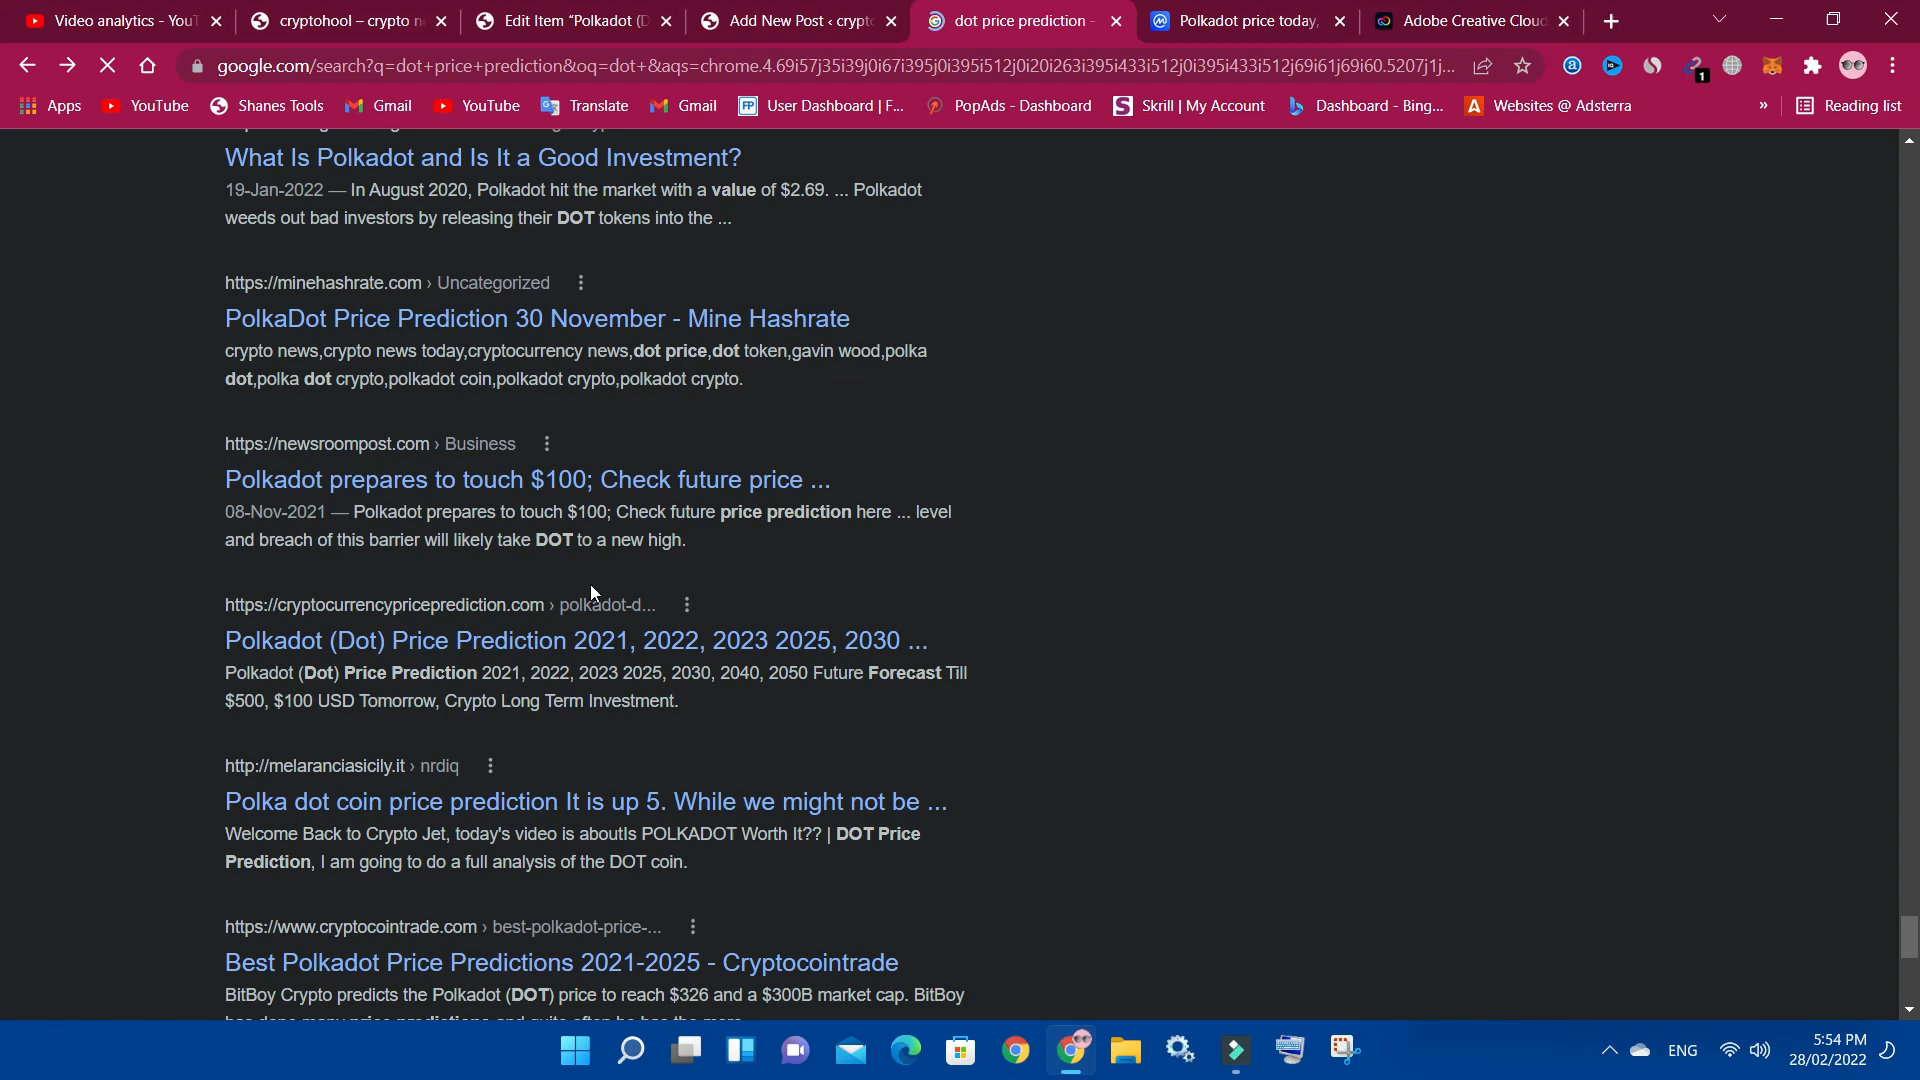 Video analytics - YouT
cryptohool – crypto n
Edit Item “Polkadot (D
Add New Post ‹ crypt
dot price prediction -
Polkadot price today,
Adobe Creative Cloud
google.com/search?q=dot+price+prediction&oq=dot+&aqs=chrome.4.69i57j35i39j0i67i395j0i395i512j0i20i263i395i433i512j0i395i433i512j69i61j69i60.5207j1j...
1
Apps
YouTube
Shanes Tools
Gmail
YouTube
Translate
Gmail
User Dashboard | F...
PopAds - Dashboard
Skrill | My Account
Dashboard - Bing...
Websites @ Adsterra
»
Reading list
What Is Polkadot and Is It a Good Investment?
19-Jan-2022 — In August 2020, Polkadot hit the market with a value of $2.69. ... Polkadot
weeds out bad investors by releasing their DOT tokens into the ...
https://minehashrate.com › Uncategorized
PolkaDot Price Prediction 30 November - Mine Hashrate
crypto news,crypto news today,cryptocurrency news,dot price,dot token,gavin wood,polka
dot,polka dot crypto,polkadot coin,polkadot crypto,polkadot crypto.
https://newsroompost.com › Business
Polkadot prepares to touch $100; Check future price ...
08-Nov-2021 — Polkadot prepares to touch $100; Check future price prediction here ... level
and breach of this barrier will likely take DOT to a new high.
https://cryptocurrencypriceprediction.com › polkadot-d...
Polkadot (Dot) Price Prediction 2021, 2022, 2023 2025, 2030 ...
Polkadot (Dot) Price Prediction 2021, 2022, 2023 2025, 2030, 2040, 2050 Future Forecast Till
$500, $100 USD Tomorrow, Crypto Long Term Investment.
http://melaranciasicily.it › nrdiq
Polka dot coin price prediction It is up 5. While we might not be ...
Welcome Back to Crypto Jet, today's video is aboutIs POLKADOT Worth It?? | DOT Price
Prediction, I am going to do a full analysis of the DOT coin.
https://www.cryptocointrade.com › best-polkadot-price-...
Best Polkadot Price Predictions 2021-2025 - Cryptocointrade
BitBoy Crypto predicts the Polkadot (DOT) price to reach $326 and a $300B market cap. BitBoy
ENG
5:54 PM
28/02/2022